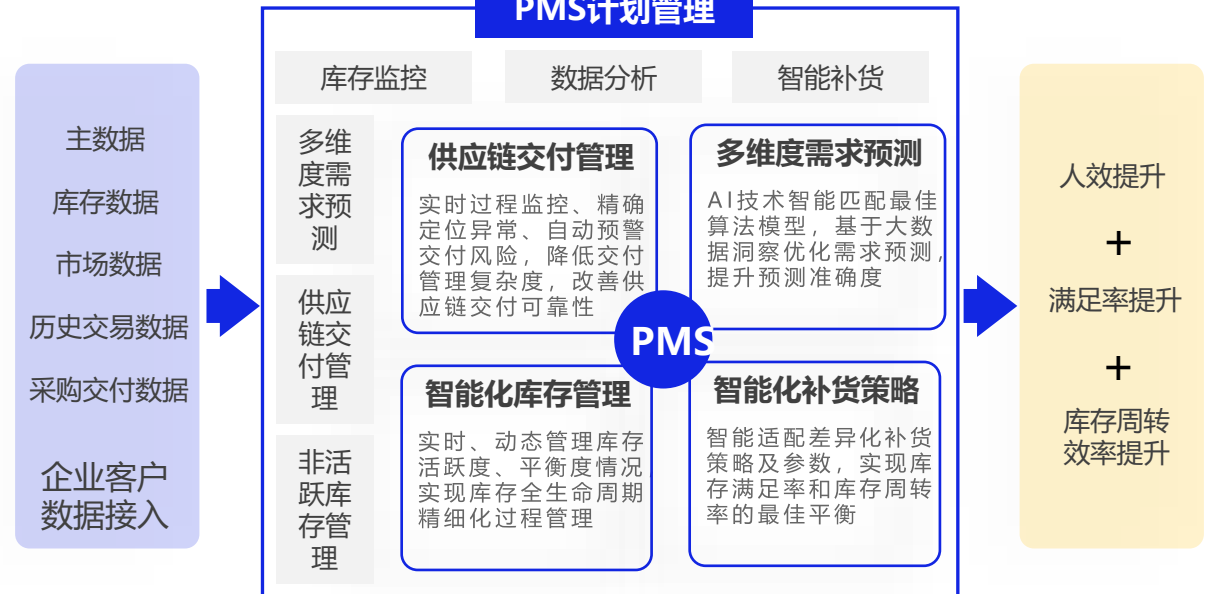 PMS计划管理
主数据
库存数据
市场数据
历史交易数据
采购交付数据
企业客户
数据接入
库存监控
数据分析
智能补货
多维
度需
求预
测
供应
链交
付管
理
非活
跃库
存管
理
供应链交付管理
实时过程监控、精确
定位异常、自动预警
交付风险，降低交付
管理复杂度，改善供
应链交付可靠性
多维度需求预测
AI技术智能匹配最佳
算法模型，基于大数
据洞察优化需求预测，
提升预测准确度
PMS
智能化库存管理
实时、动态管理库存
活跃度、平衡度情况，
实现库存全生命周期
精细化过程管理
智能化补货策略
智能适配差异化补货
策略及参数，实现库
存满足率和库存周转
率的最佳平衡
人效提升
+
满足率提升
+
库存周转
效率提升